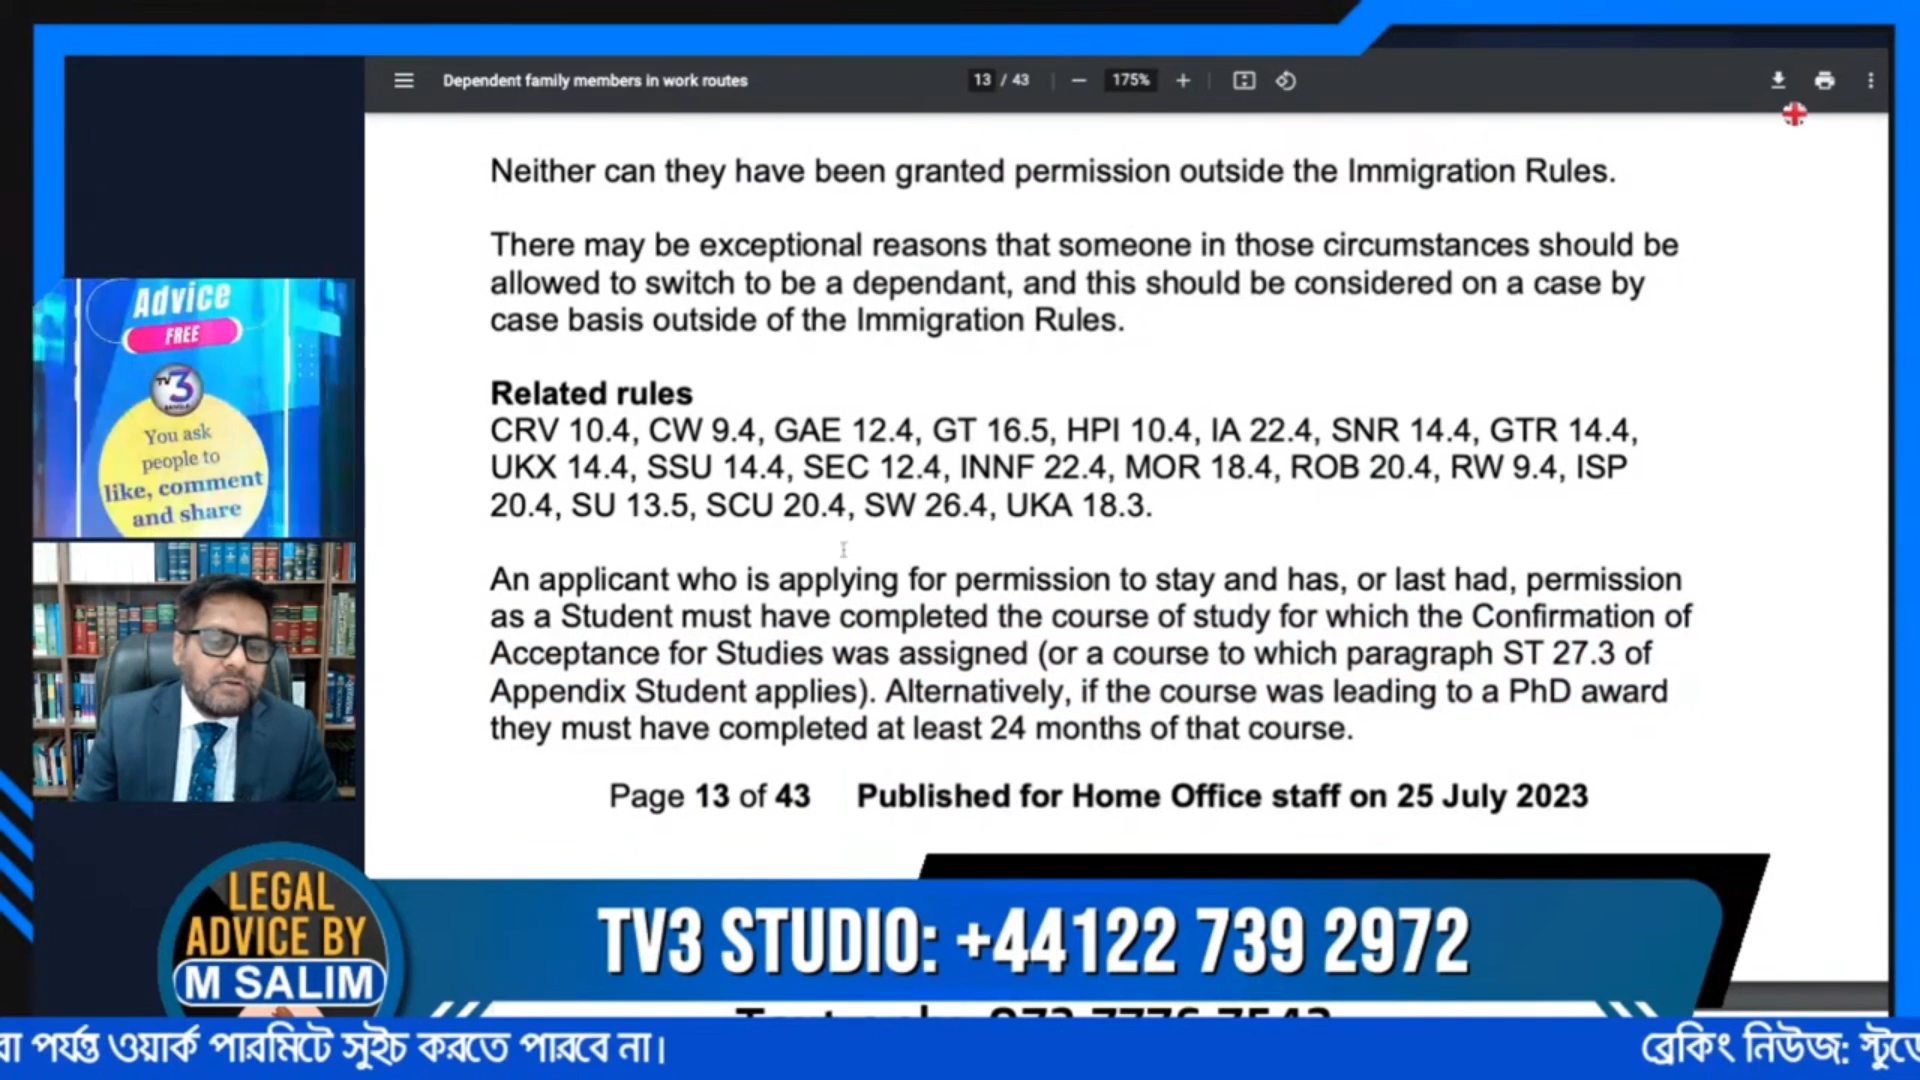 Dependent family members in work routes
13 / 43
175%
Neither can they have been granted permission outside the Immigration Rules.
There may be exceptional reasons that someone in those circumstances should be
allowed to switch to be a dependant, and this should be considered on a case by
case basis outside of the Immigration Rules.
Related rules
CRV 10.4, CW 9.4, GAE 12.4, GT 16.5, HPI 10.4, IA 22.4, SNR 14.4, GTR 14.4,
UKX 14.4, SSU 14.4, SEC 12.4, INNF 22.4, MOR 18.4, ROB 20.4, RW 9.4, ISP
20.4, SU 13.5, SCU 20.4, SW 26.4, UKA 18.3.
An applicant who is applying for permission to stay and has, or last had, permission
as a Student must have completed the course of study for which the Confirmation of
Acceptance for Studies was assigned (or a course to which paragraph ST 27.3 of
Appendix Student applies). Alternatively, if the course was leading to a PhD award
they must have completed at least 24 months of that course.
Page 13 of 43 Published for Home Office staff on 25 July 2023
Advice
FREE
TV3
BANGLA
You ask
people to
like, comment
and share
LEGAL
ADVICE BY
M SALIM
TV3 STUDIO: +44122 739 2972
পর্যন্ত ওয়ার্ক পারমিটে সুইচ করতে পারবে না।
ব্রেকিং নিউজ: